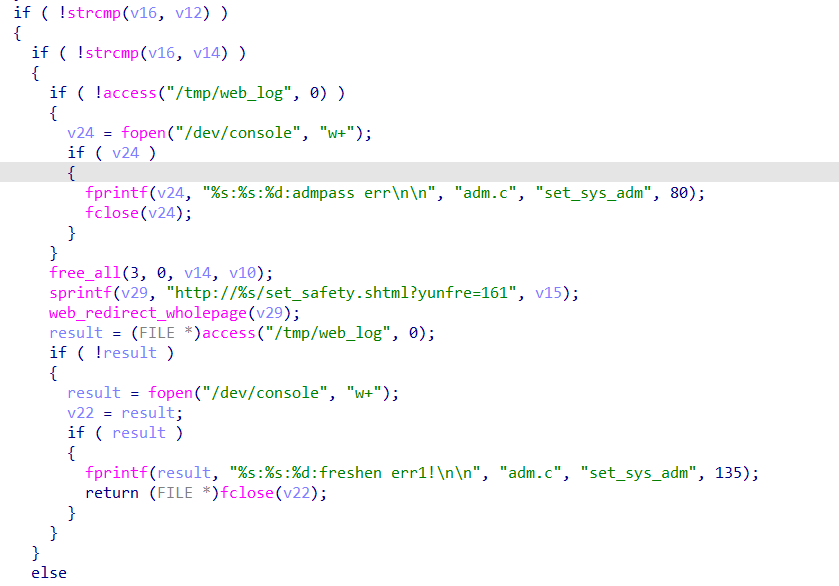 if ( !strcmp(v16, v12) )
{
if ( !strcmp(v16, v14) )
{
if ( !access("/tmp/web_log", 0) )
{
v24 = fopen("/dev/console", "w+");
if ( v24 )
{
fprintf(v24, "%s:%s:%d:admpass err\n\n", "adm.c", "set_sys_adm", 80);
fclose(v24);
}
}
free_all(3, 0, v14, v10);
sprintf(v29, "http://%s/set_safety.shtml?yunfre=161", v15);
web_redirect_wholepage(v29);
result = (FILE *)access("/tmp/web_log", 0);
if ( !result )
{
result = fopen("/dev/console", "w+");
v22 = result;
if ( result )
{
fprintf(result, "%s:%s:%d:freshen err1!\n\n", "adm.c", "set_sys_adm", 135);
return (FILE *)fclose(v22);
}
}
}
else